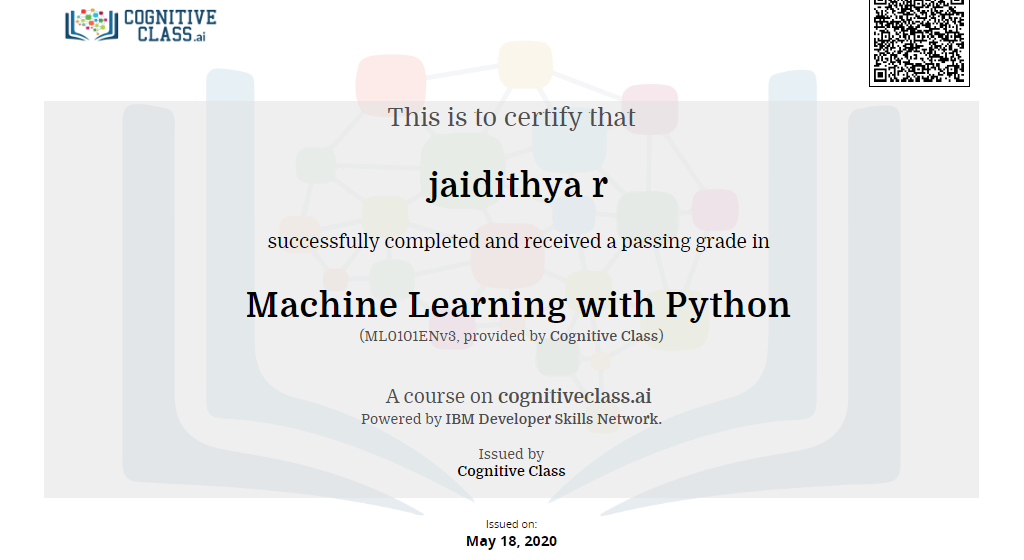 COGNITIVE
CLASS.ai
This is to certify that
jaidithya r
successfully completed and received a passing grade in
Machine Learning with Python
(ML0101ENv3, provided by Cognitive Class)
A course on cognitiveclass.ai
Powered by IBM Developer Skills Network.
Issued by
Cognitive Class
Issued on:
May 18, 2020